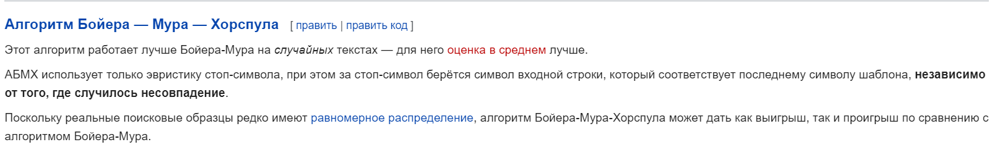 Алгоритм Бойера — Мура — Хорспула [ править | править код ]
Этот алгоритм работает лучше Бойера-Мура на случайных текстах — для него оценка в среднем лучше.
АБМХ использует только эвристику стоп-символа, при этом за стоп-символ берётся символ входной строки, который соответствует последнему символу шаблона, независимо
от того, где случилось несовпадение.
Поскольку реальные поисковые образцы редко имеют равномерное распределение, алгоритм Бойера-Мура-Хорспула может дать как выигрыш, так и проигрыш по сравнению с
алгоритмом Бойера-Мура.